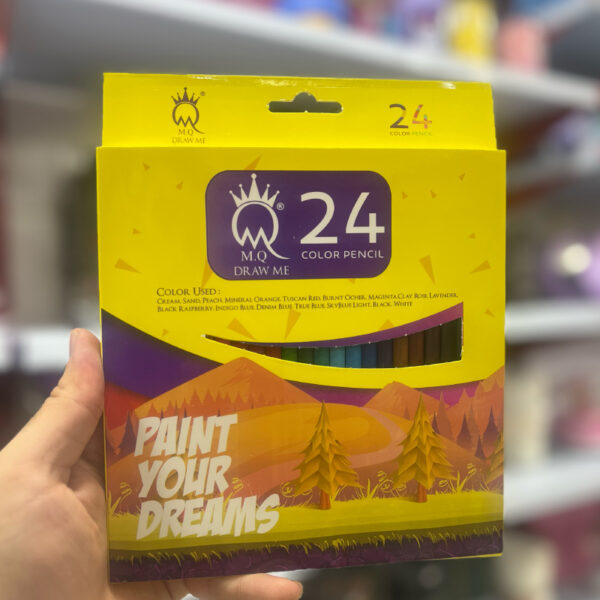 M.Q
DRAW ME
24
COLOR PENCIL
M.Q
DRAW ME
®
24
COLOR PENCIL
COLOR USED :
CREAM, SAND, PEACH, MINERAL ORANGE, TUSCAN RED, BURNT OCHER, MAGENTA, CLAY ROSE, LAVENDER,
BLACK RASPBERRY, INDIGO BLUE, DENIM BLUE, TRUE BLUE, SKYBLUE LIGHT, BLACK, WHITE
PAINT
YOUR
DREAMS